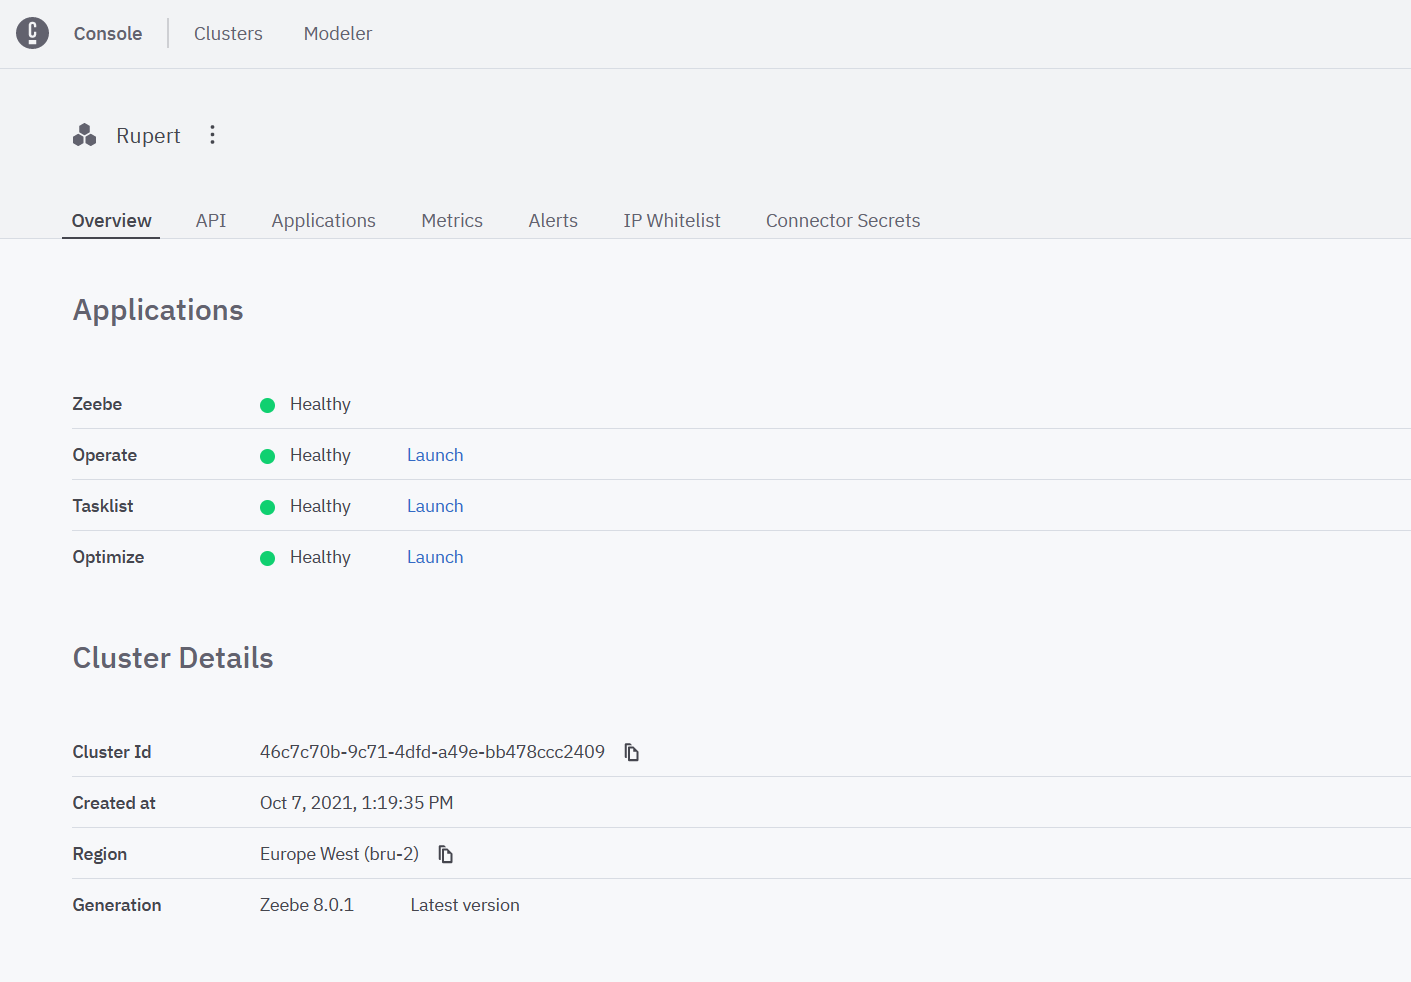 Console Clusters Modeler
Rupert
Overview API Applications Metrics Alerts IP Whitelist Connector Secrets
Applications
Zeebe Healthy
Operate Healthy Launch
Tasklist Healthy Launch
Optimize Healthy Launch
Cluster Details
Cluster Id 46c7c70b-9c71-4dfd-a49e-bb478ccc2409
Created at Oct 7, 2021, 1:19:35 PM
Region Europe West (bru-2)
Generation Zeebe 8.0.1 Latest version